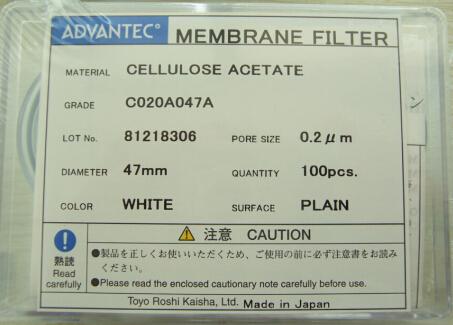 ADVANTEC® MEMBRANE FILTER
MATERIAL CELLULOSE ACETATE
GRADE C020A047A
LOT No. 81218306 PORE SIZE 0.2μm
DIAMETER 47mm QUANTITY 100pcs.
COLOR WHITE SURFACE PLAIN
注意 CAUTION
熟読
Read
carefully
●製品を正しくお使いいただくため、ご使用の前に必ず注意書をお読み
ください。
●Please read the enclosed cautionary note carefully before use.
Toyo Roshi Kaisha, Ltd. Made in Japan
ン